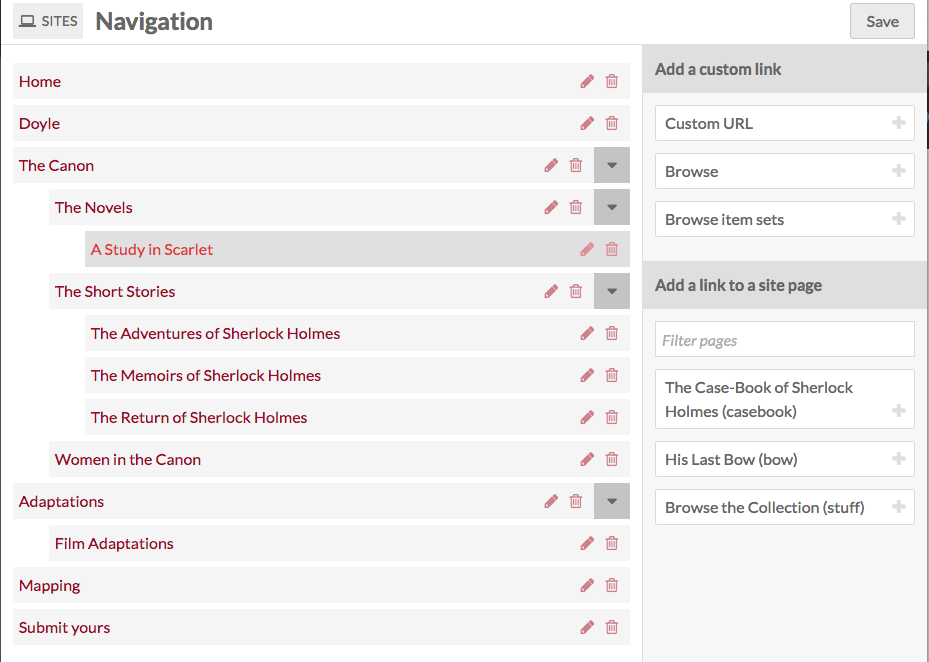 SITES Navigation Save
Home
Doyle
The Canon
The Novels
A Study in Scarlet
The Short Stories
The Adventures of Sherlock Holmes
The Memoirs of Sherlock Holmes
The Return of Sherlock Holmes
Women in the Canon
Adaptations
Film Adaptations
Mapping
Submit yours
Add a custom link
Custom URL
Browse
Browse item sets
Add a link to a site page
Filter pages
The Case-Book of Sherlock
Holmes (casebook)
His Last Bow (bow)
Browse the Collection (stuff)